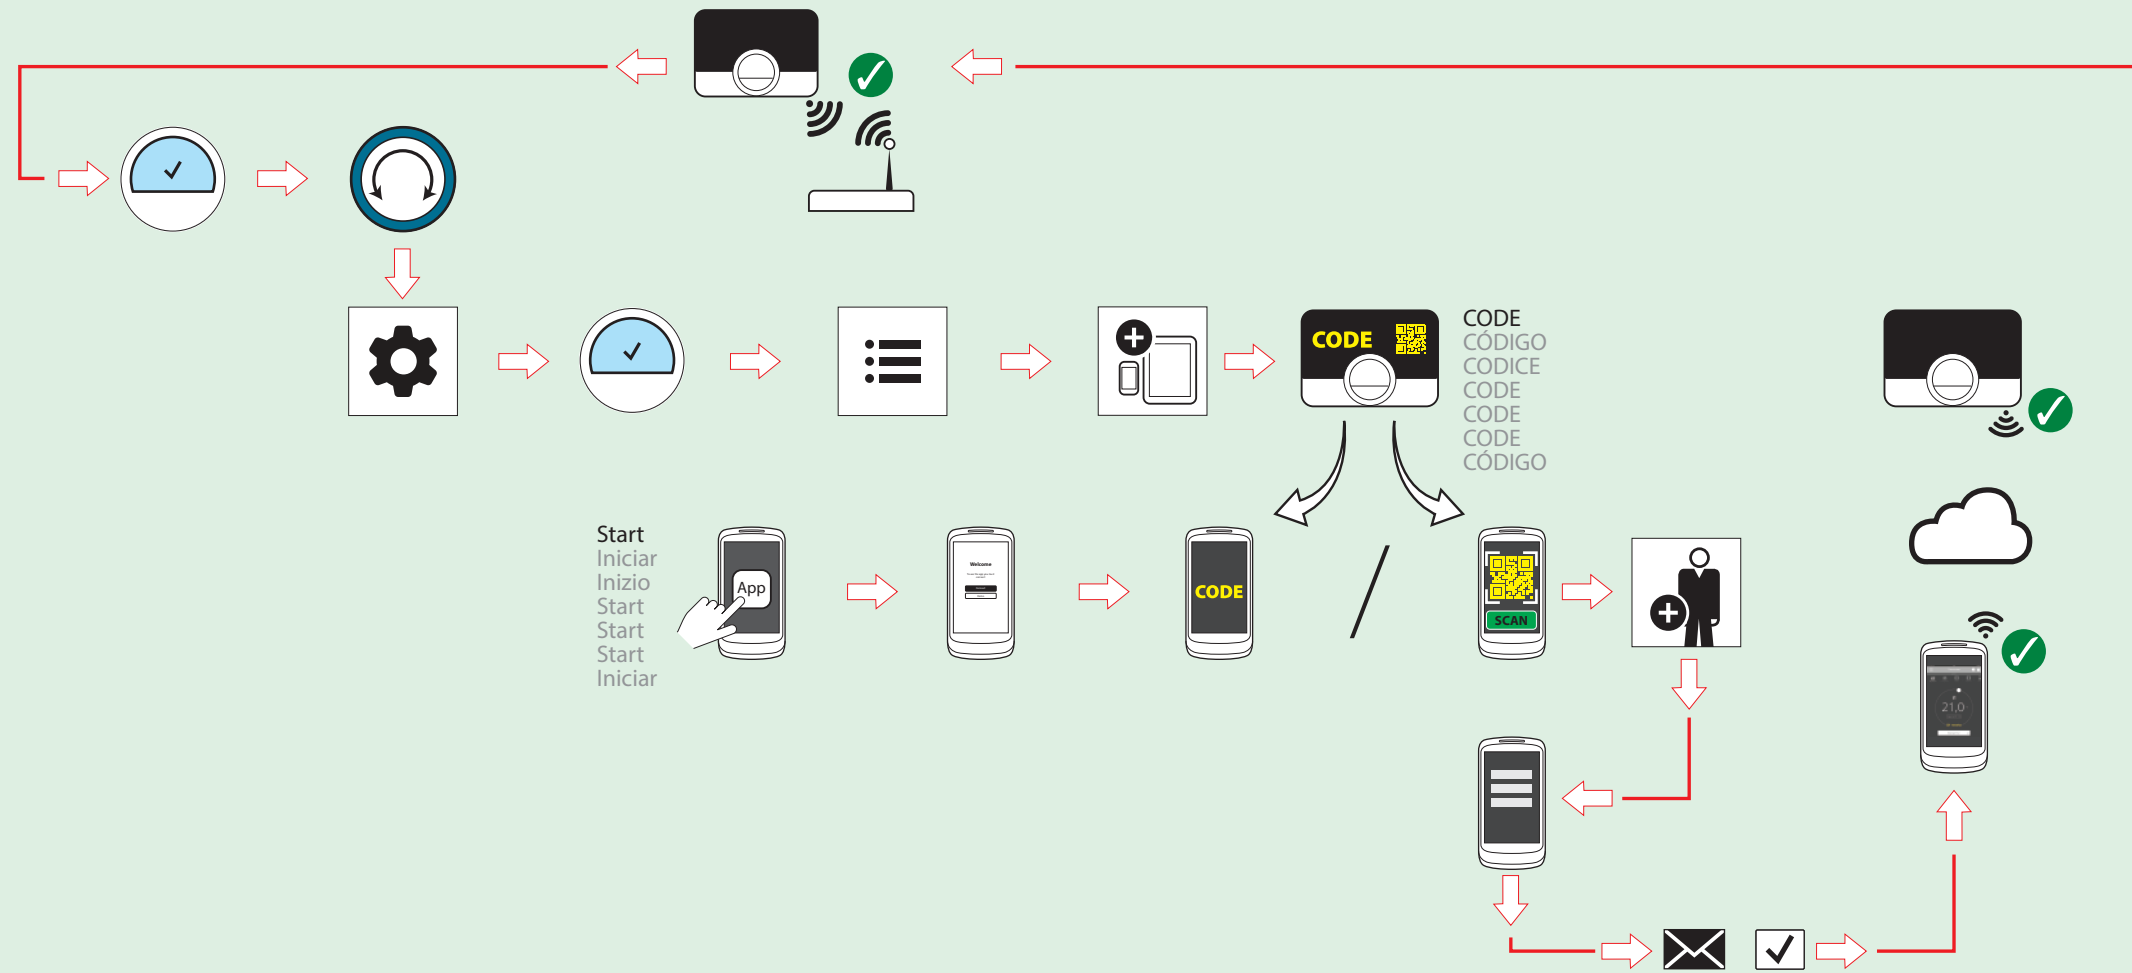 CODE
CODE
CÓDIGO
CODICE
CODE
CODE
CODE
CÓDIGO
Start
Iniciar
Inizio
Start
Start
Start
Iniciar
App
Welcome
CODE
SCAN
21,0